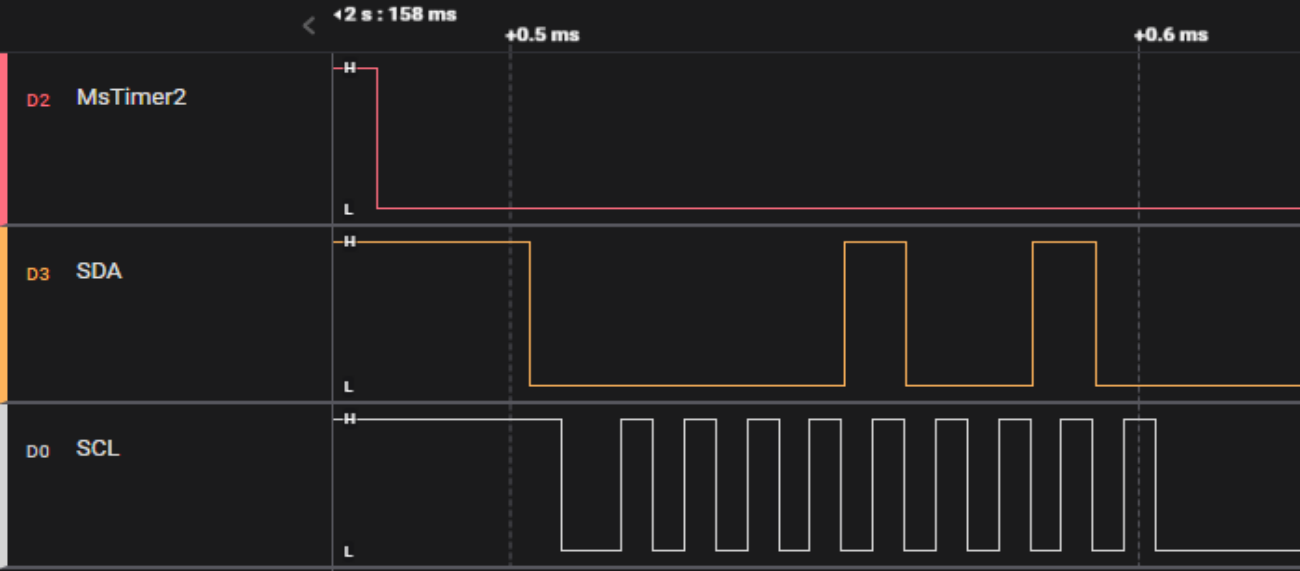 2 s : 158 ms
+0.5 ms
+0.6 ms
D2 MsTimer2
H
L
D3 SDA
H
L
D0 SCL
H
L